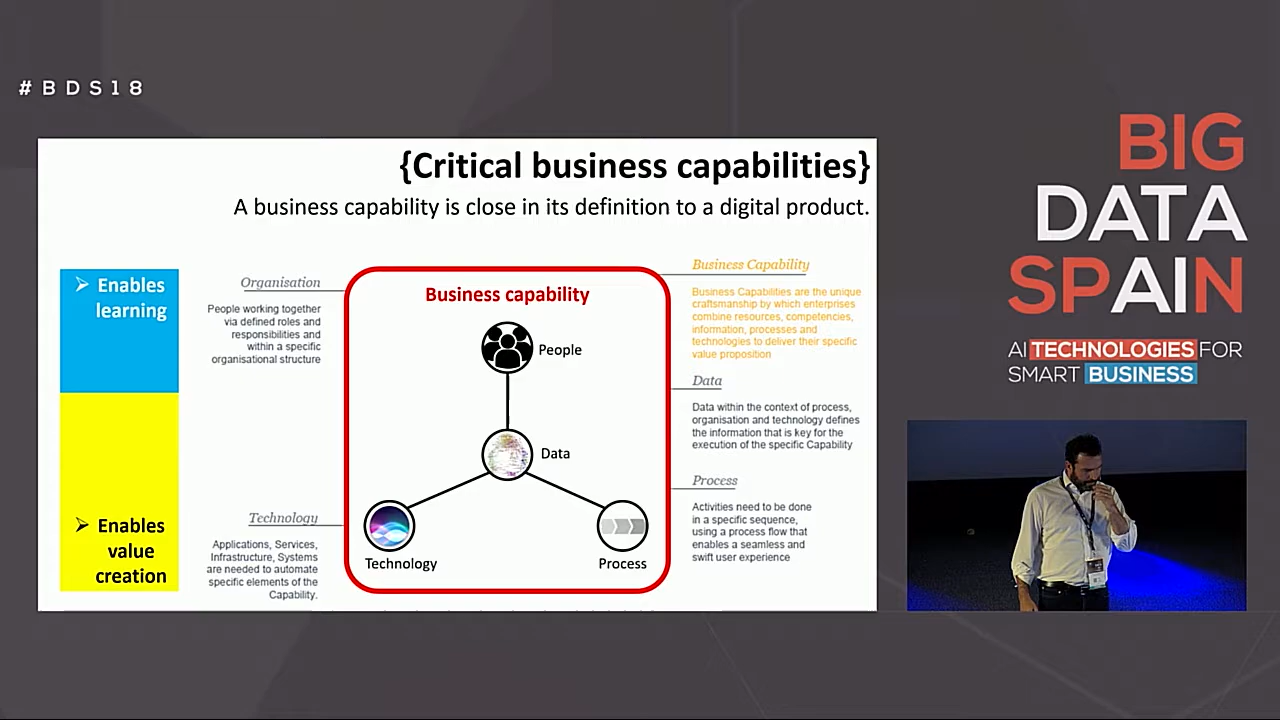 #BDS18
{Critical business capabilities}
A business capability is close in its definition to a digital product.
➢ Enables
learning
➢ Enables
value
creation
Organisation
People working together
via defined roles and
responsibilities and
within a specific
organisational structure
Technology
Applications, Services,
Infrastructure, Systems
are needed to automate
specific elements of the
Capability.
Business capability
People
Data
Technology
Process
Business Capability
Business Capabilities are the unique
craftsmanship by which enterprises
combine resources, competencies,
information, processes and
technologies to deliver their specific
value proposition
Data
Data within the context of process,
organisation and technology defines
the information that is key for the
execution of the specific Capability
Process
Activities need to be done
in a specific sequence,
using a process flow that
enables a seamless and
swift user experience
BIG
DATA
SPAIN
AI TECHNOLOGIES FOR
SMART BUSINESS